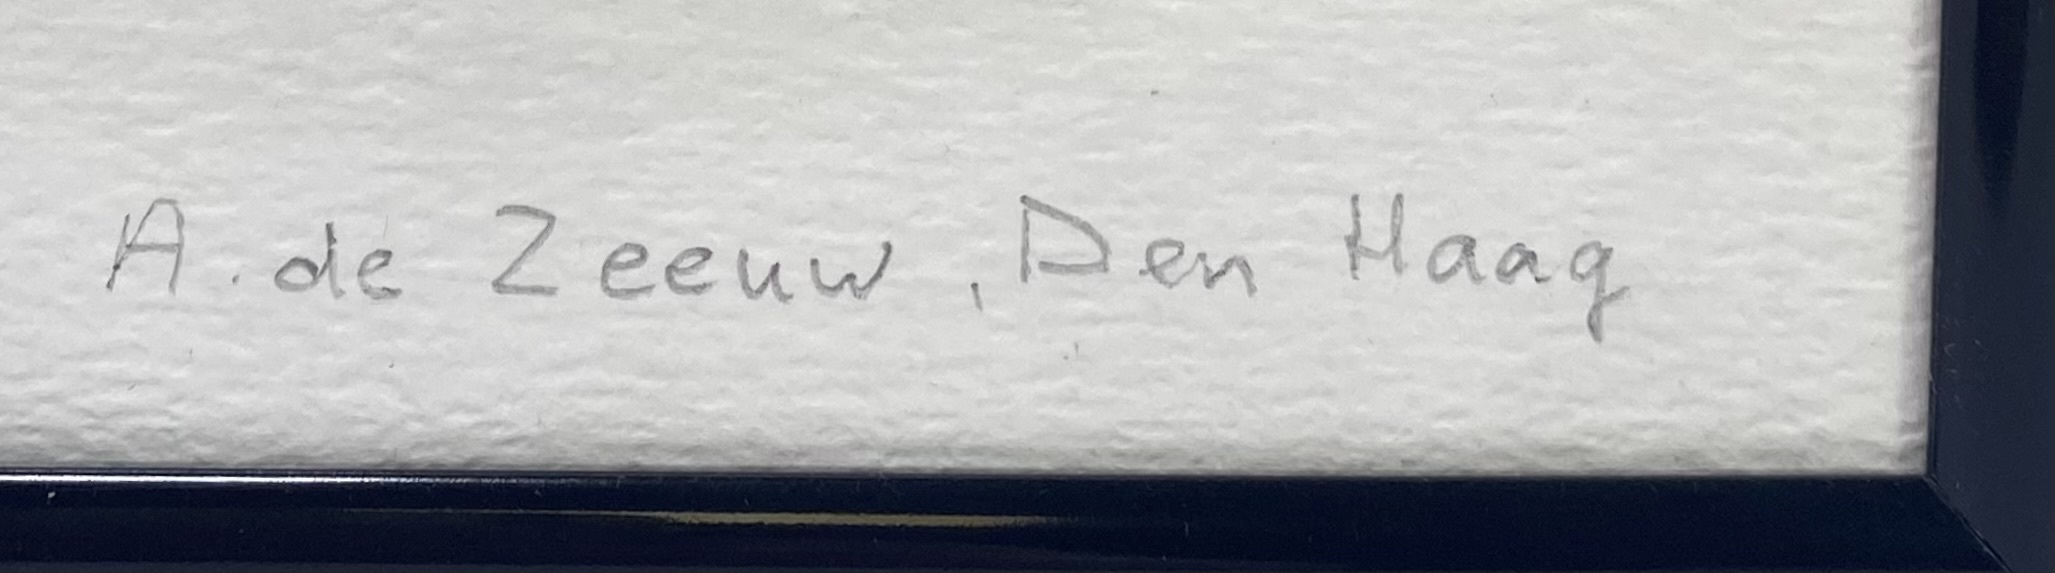 A. de Zeeuw, Den Haag